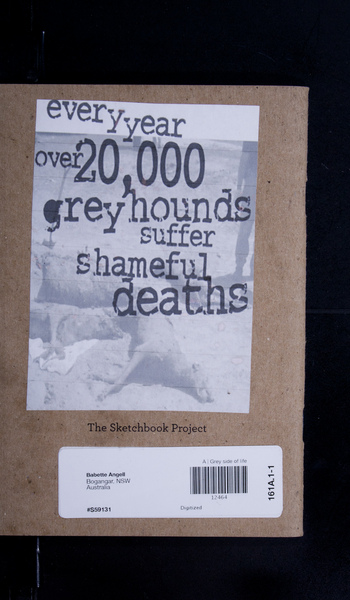 every year
over 20,000
greyhounds
suffer
shameful
deaths
The Sketchbook Project
A | Grey side of life
Babette Angell
Bogangar, NSW
Australia
12464
#S59131
Digitized
161A.1-1